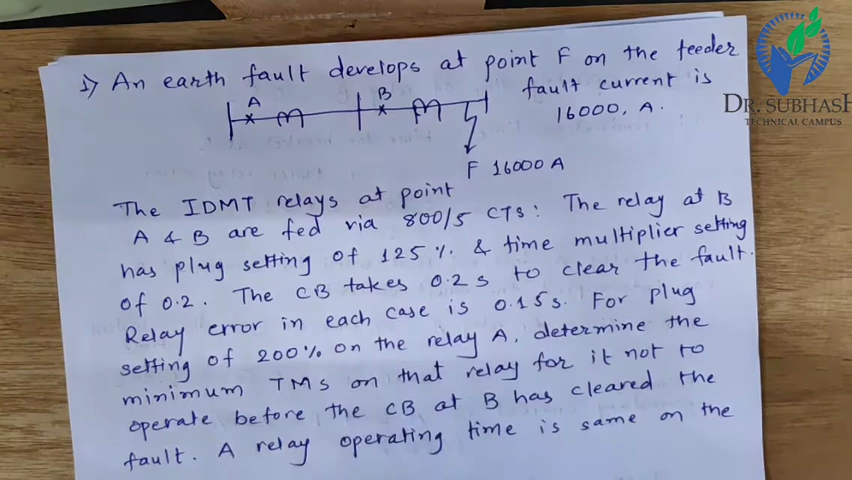 1) An earth fault develops at point F on the feeder
fault current is
16000, A.
A
B
F 16000 A
The IDMT relays at point
A & B are fed via 800/5 CTs: The relay at B
has plug setting of 125 % & time multiplier setting
of 0.2. The CB takes 0.2 s to clear the fault.
Relay error in each case is 0.15s. For plug
setting of 200% on the relay A, determine the
minimum TMS on that relay for it not to
operate before the CB at B has cleared the
fault. A relay operating time is same on the
DR. SUBHASH
TECHNICAL CAMPUS